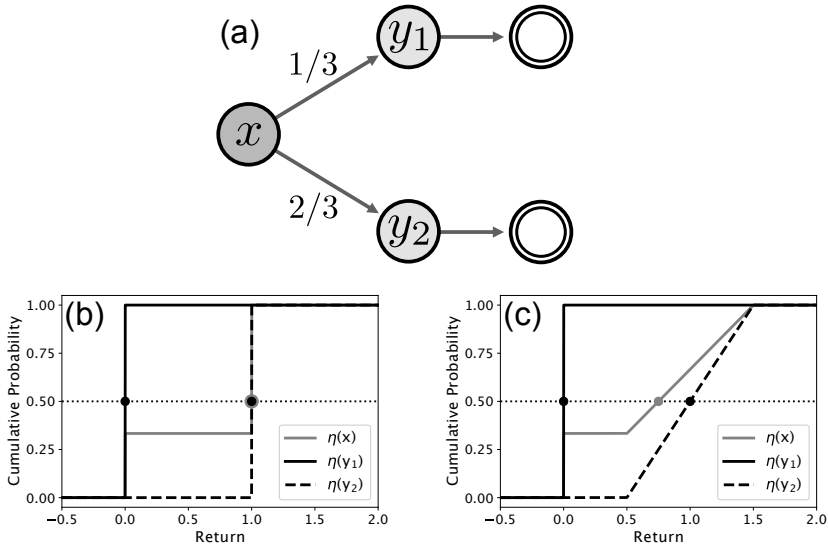 (a)
y₁
1/3
x
2/3
y₂
(b)
Cumulative Probability
1.00
0.75
0.50
0.25
0.00
η(x)
η(y₁)
η(y₂)
−0.5 0.0 0.5 1.0 1.5 2.0
Return
(c)
Cumulative Probability
1.00
0.75
0.50
0.25
0.00
η(x)
η(y₁)
η(y₂)
−0.5 0.0 0.5 1.0 1.5 2.0
Return